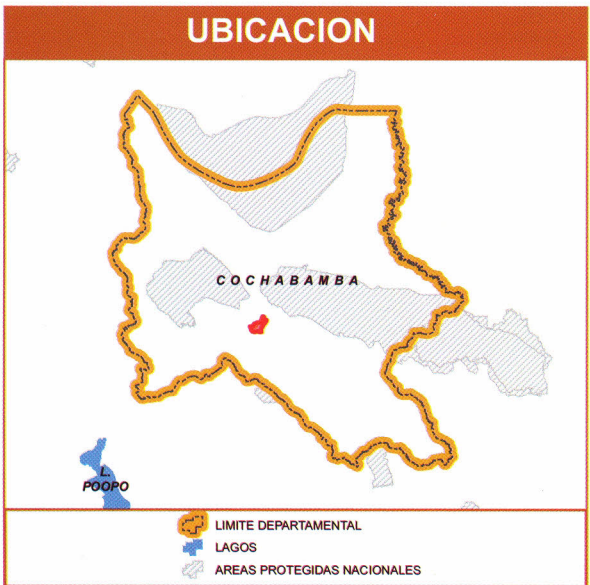 UBICACION
COCHABAMBA
L.
POOPO
LIMITE DEPARTAMENTAL
LAGOS
AREAS PROTEGIDAS NACIONALES